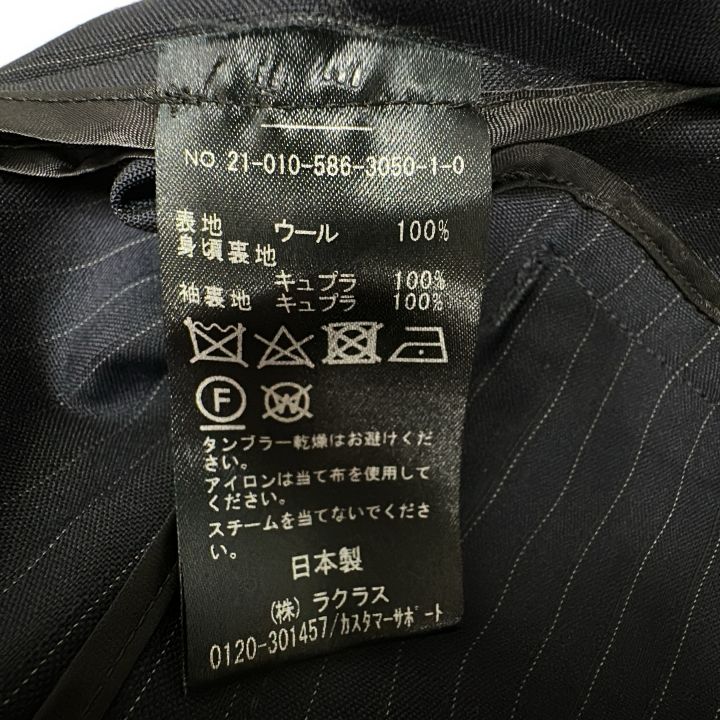 NO 21-010-586-3050-1-0
表地 ウール 100%
身頃裏地
キュプラ 100%
袖裏地 キュプラ 100%
F
W
タンブラー乾燥はお避けくだ
さい。
アイロンは当て布を使用して
ください。
スチームを当てないでくださ
い。
日本製
(株) ラクラス
0120-301457/カスタマーサポート